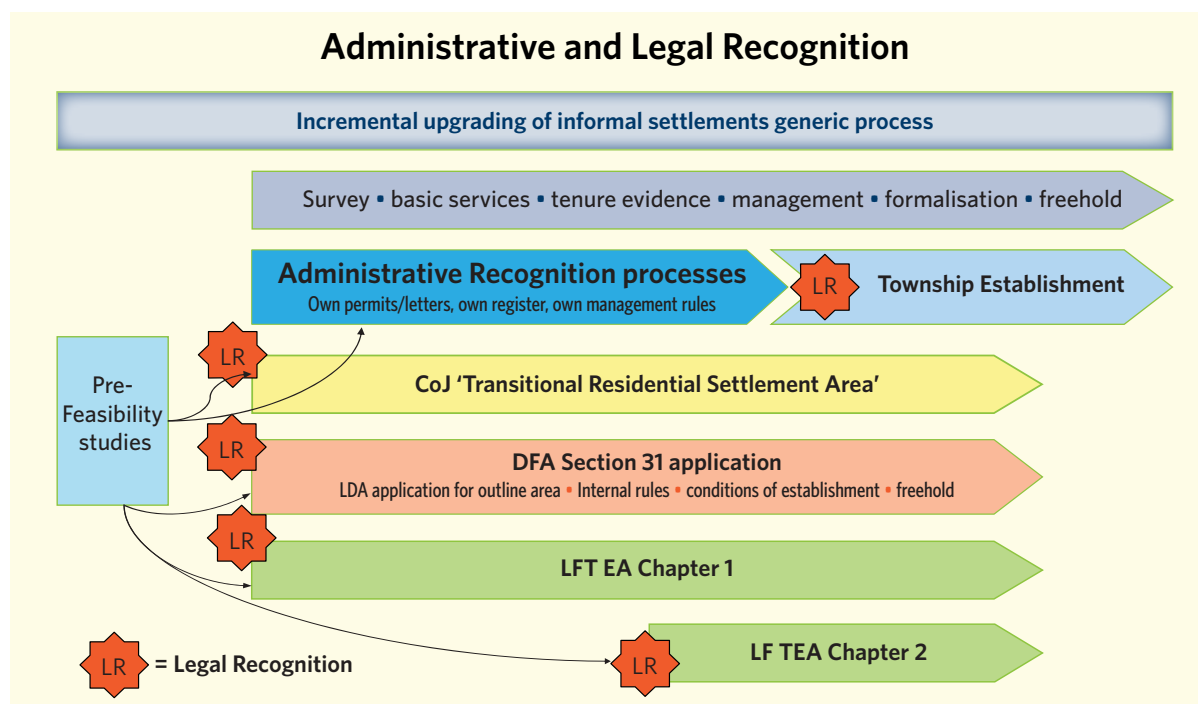 Administrative and Legal Recognition
Incremental upgrading of informal settlements generic process
Survey • basic services • tenure evidence • management • formalisation • freehold
Administrative Recognition processes
Own permits/letters, own register, own management rules
LR
Township Establishment
Pre-
Feasibility
studies
LR
CoJ ‘Transitional Residential Settlement Area’
LR
DFA Section 31 application
LDA application for outline area • Internal rules • conditions of establishment • freehold
LR
LFT EA Chapter 1
LR
LF TEA Chapter 2
LR = Legal Recognition